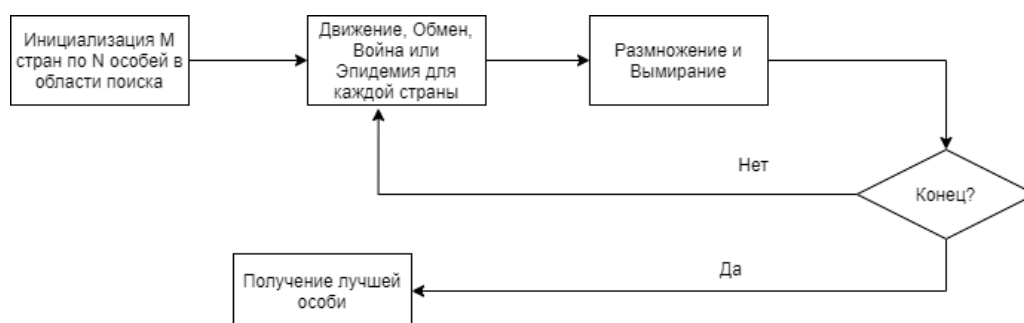 Инициализация М
стран по N особей в
области поиска
Движение, Обмен,
Война или
Эпидемия для
каждой страны
Размножение и
Вымирание
Нет
Конец?
Да
Получение лучшей
особи